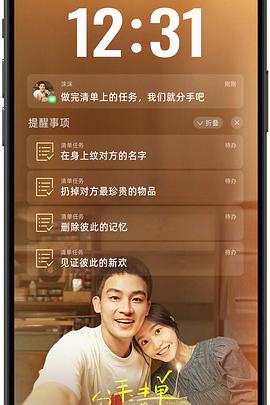 12:31
沫沫
刚刚
做完清单上的任务，我们就分手吧
提醒事项
折叠
清单任务
待办
在身上纹对方的名字
清单任务
待办
扔掉对方最珍贵的物品
清单任务
待办
删除彼此的记忆
清单任务
待办
见证彼此的新欢
分手清单